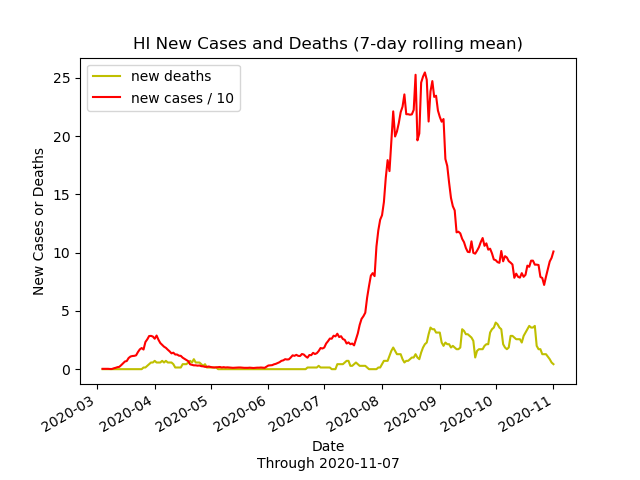 HI New Cases and Deaths (7-day rolling mean)
new deaths
new cases / 10
New Cases or Deaths
25
20
15
10
5
0
2020-03
2020-04
2020-05
2020-06
2020-07
2020-08
2020-09
2020-10
2020-11
Date
Through 2020-11-07